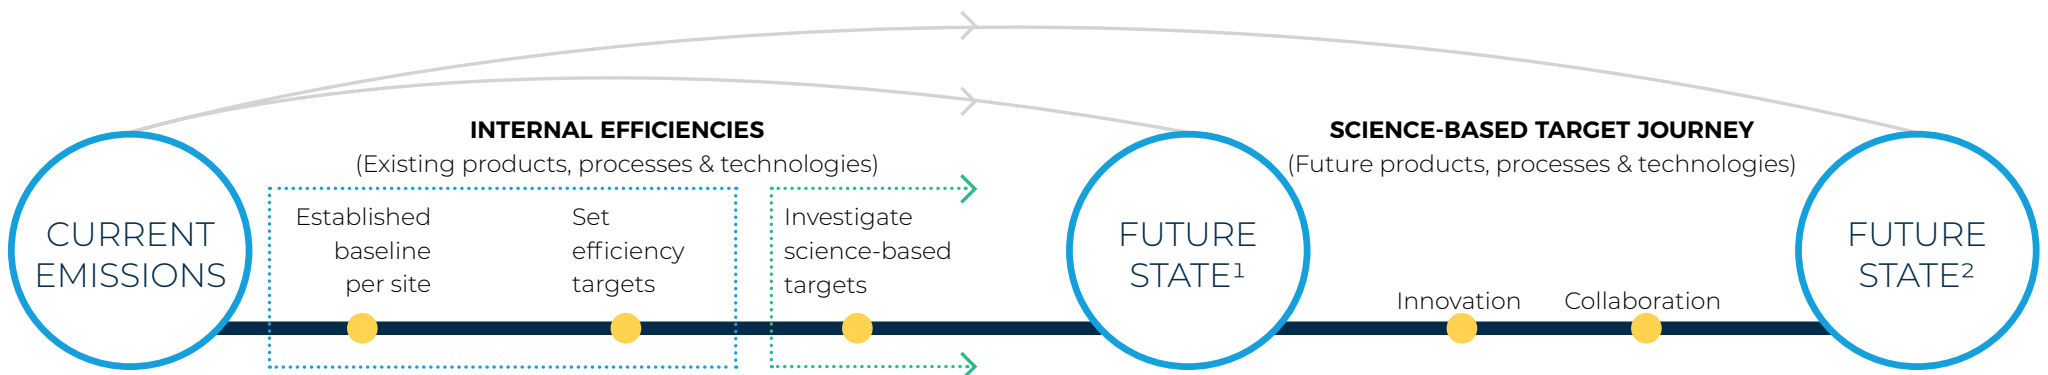 INTERNAL EFFICIENCIES
(Existing products, processes & technologies)
SCIENCE-BASED TARGET JOURNEY
(Future products, processes & technologies)
CURRENT
EMISSIONS
Established
baseline
per site
Set
efficiency
targets
Investigate
science-based
targets
FUTURE
STATE¹
Innovation
Collaboration
FUTURE
STATE²